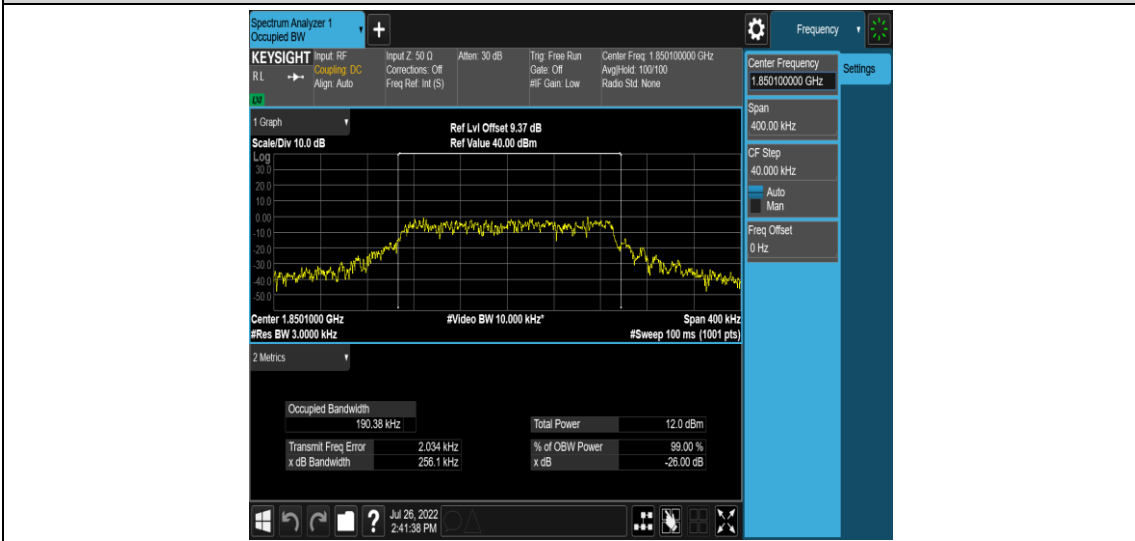 Spectrum Analyzer 1
Occupied BW
+
Frequency
KEYSIGHT Input: RF Input Z: 50 Ω Atten: 30 dB Trig: Free Run Center Freq: 1.850100000 GHz
RL Coupling: DC Corrections: Off Gate: Off Avg|Hold: 100/100
Align: Auto Freq Ref: Int (S) #IF Gain: Low Radio Std: None
LXI
Center Frequency
1.850100000 GHz
Settings
Span
400.00 kHz
CF Step
40.000 kHz
Auto
Man
Freq Offset
0 Hz
1 Graph
Ref Lvl Offset 9.37 dB
Scale/Div 10.0 dB Ref Value 40.00 dBm
Log
30.0
20.0
10.0
0.00
-10.0
-20.0
-30.0
-40.0
-50.0
Center 1.8501000 GHz #Video BW 10.000 kHz* Span 400 kHz
#Res BW 3.0000 kHz #Sweep 100 ms (1001 pts)
2 Metrics
Occupied Bandwidth
190.38 kHz
Total Power 12.0 dBm
Transmit Freq Error 2.034 kHz % of OBW Power 99.00 %
x dB Bandwidth 256.1 kHz x dB -26.00 dB
? Jul 26, 2022
2:41:38 PM